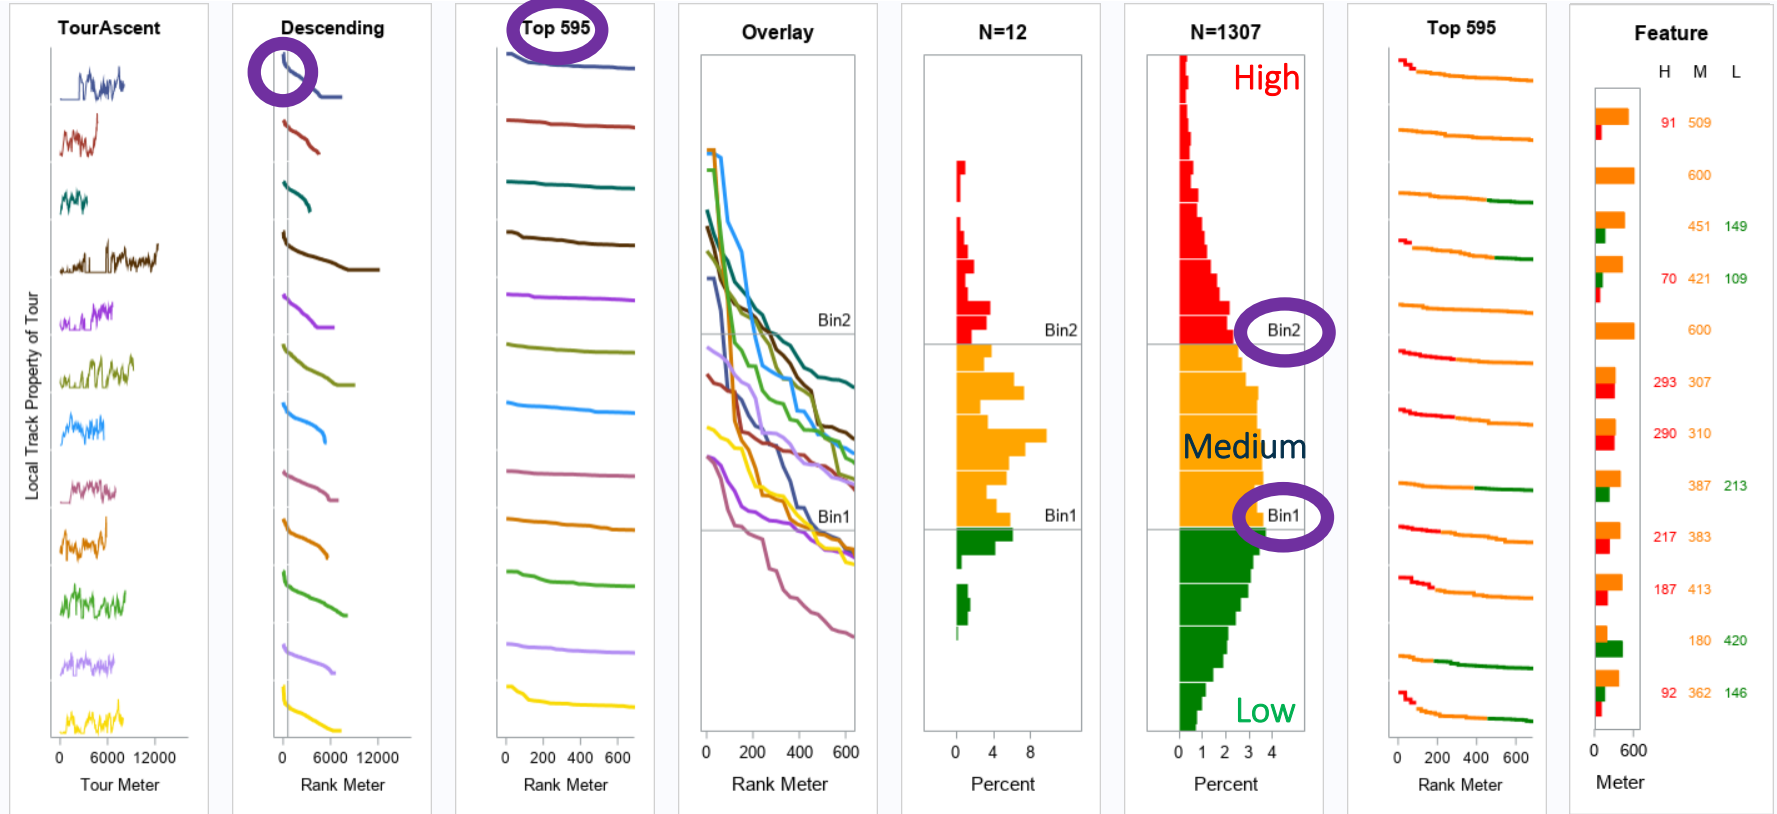 TourAscent
Descending
Top 595
Overlay
N=12
N=1307
Top 595
Feature
H M L
High
91 509
600
451 149
70 421 109
Bin2
Bin2
Bin2
600
293 307
290 310
Medium
387 213
Bin1
Bin1
Bin1
217 383
187 413
180 420
92 362 146
Low
Local Track Property of Tour
0 6000 12000
Tour Meter
0 6000 12000
Rank Meter
0 200 400 600
Rank Meter
0 200 400 600
Rank Meter
0 4 8
Percent
0 1 2 3 4
Percent
0 200 400 600
Rank Meter
0 600
Meter